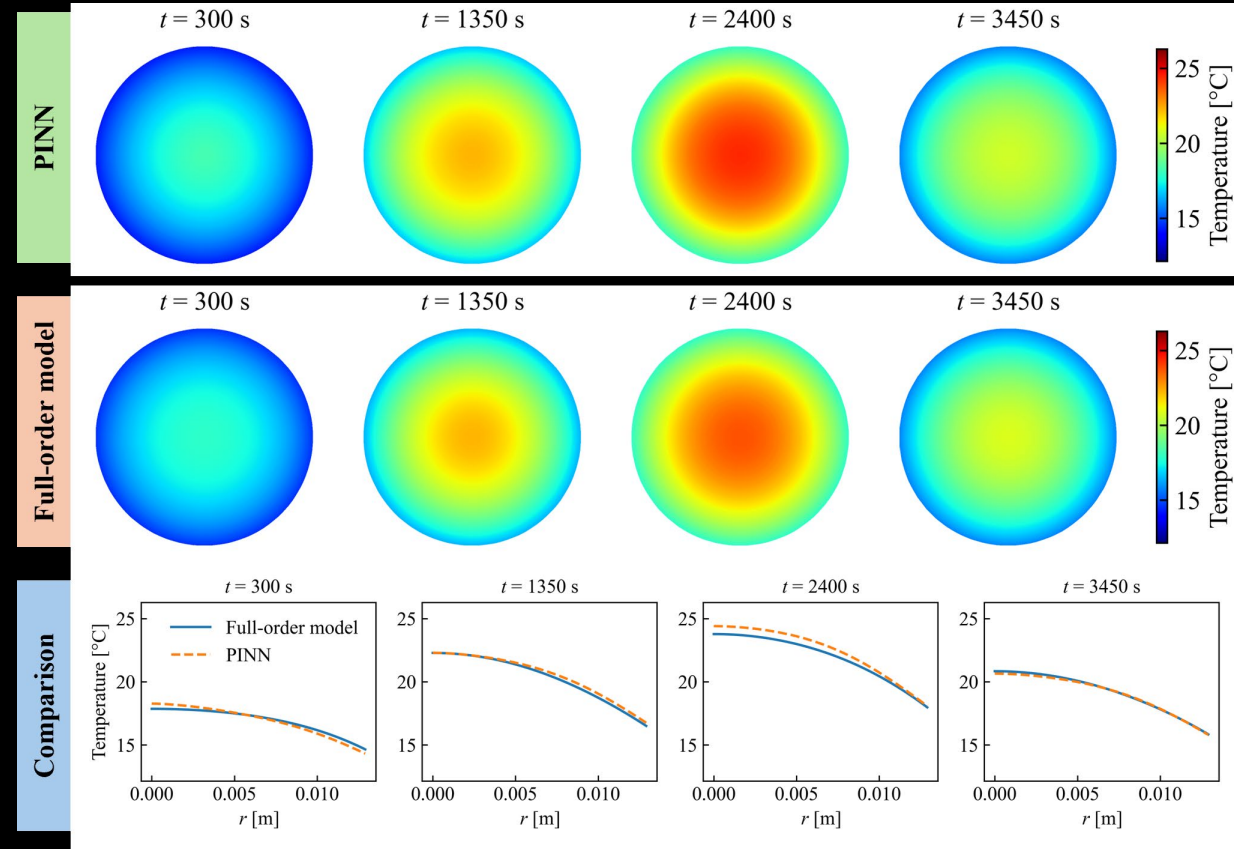 PINN
t = 300 s
t = 1350 s
t = 2400 s
t = 3450 s
25
20
15
Temperature [°C]
Full-order model
t = 300 s
t = 1350 s
t = 2400 s
t = 3450 s
25
20
15
Temperature [°C]
Comparison
t = 300 s
t = 1350 s
t = 2400 s
t = 3450 s
Temperature [°C]
25
20
15
Full-order model
PINN
0.000 0.005 0.010
r [m]
25
20
15
0.000 0.005 0.010
r [m]
25
20
15
0.000 0.005 0.010
r [m]
25
20
15
0.000 0.005 0.010
r [m]